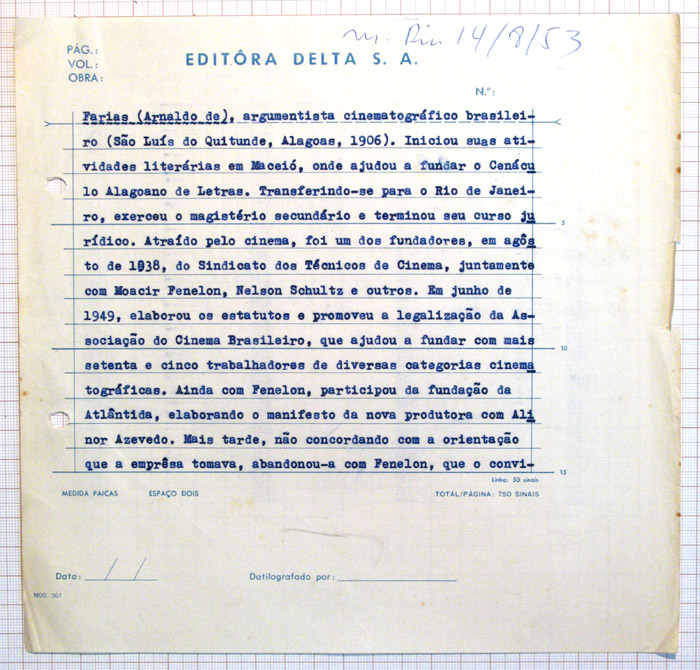 14/8/53
PÁG.:
VOL.:
OBRA:
EDITÔRA DELTA S. A.
N.°:
Farias (Arnaldo de), argumentista cinematográfico brasilei-
ro (São Luís do Quitunde, Alagoas, 1906). Iniciou suas ati-
vidades literárias em Maceió, onde ajudou a fundar o Cenácu
lo Alagoano de Letras. Transferindo-se para o Rio de Janei-
ro, exerceu o magistério secundário e terminou seu curso ju
5
rídico. Atraído pelo cinema, foi um dos fundadores, em agôs
to de 1938, do Sindicato dos Técnicos de Cinema, juntamente
com Moacir Fenelon, Nelson Schultz e outros. Em junho de
1949, elaborou os estatutos e promoveu a legalização da As-
sociação do Cinema Brasileiro, que ajudou a fundar com mais
10
setenta e cinco trabalhadores de diversas categorias cinema
tográficas. Ainda com Fenelon, participou da fundação da
Atlântida, elaborando o manifesto da nova produtora com Ali
nor Azevedo. Mais tarde, não concordando com a orientação
que a emprêsa tomava, abandonou-a com Fenelon, que o convi-
15
Linha: 50 sinais
MEDIDA PAICAS ESPAÇO DOIS TOTAL/PÁGINA: 750 SINAIS
Data: / / Datilografado por:
MOD. 367